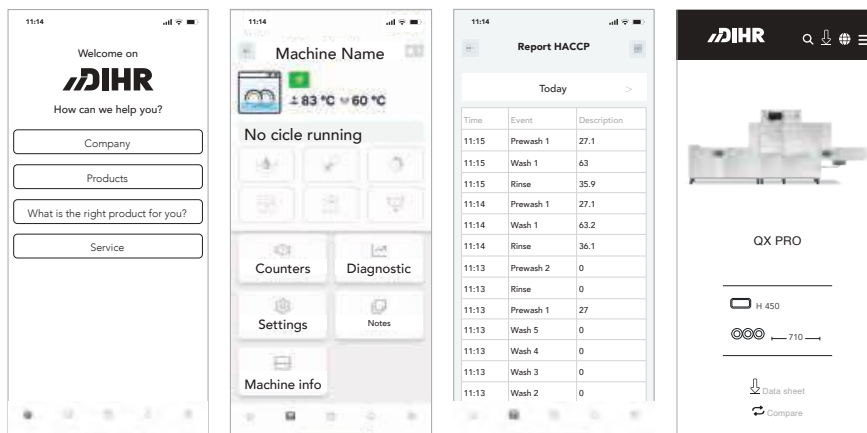 11:14
Welcome on
DIHR
How can we help you?
Company
Products
What is the right product for you?
Service
11:14
Machine Name
83 °C 60 °C
No cicle running
Counters
Diagnostic
Settings
Notes
Machine info
11:14
Report HACCP
Today >
Time Event Description
11:15 Prewash 1 27.1
11:15 Wash 1 63
11:15 Rinse 35.9
11:14 Prewash 1 27.1
11:14 Wash 1 63.2
11:14 Rinse 36.1
11:13 Prewash 2 0
11:13 Rinse 0
11:13 Prewash 1 27
11:13 Wash 5 0
11:13 Wash 4 0
11:13 Wash 3 0
11:13 Wash 2 0
DIHR
QX PRO
H 450
710
Data sheet
Compare